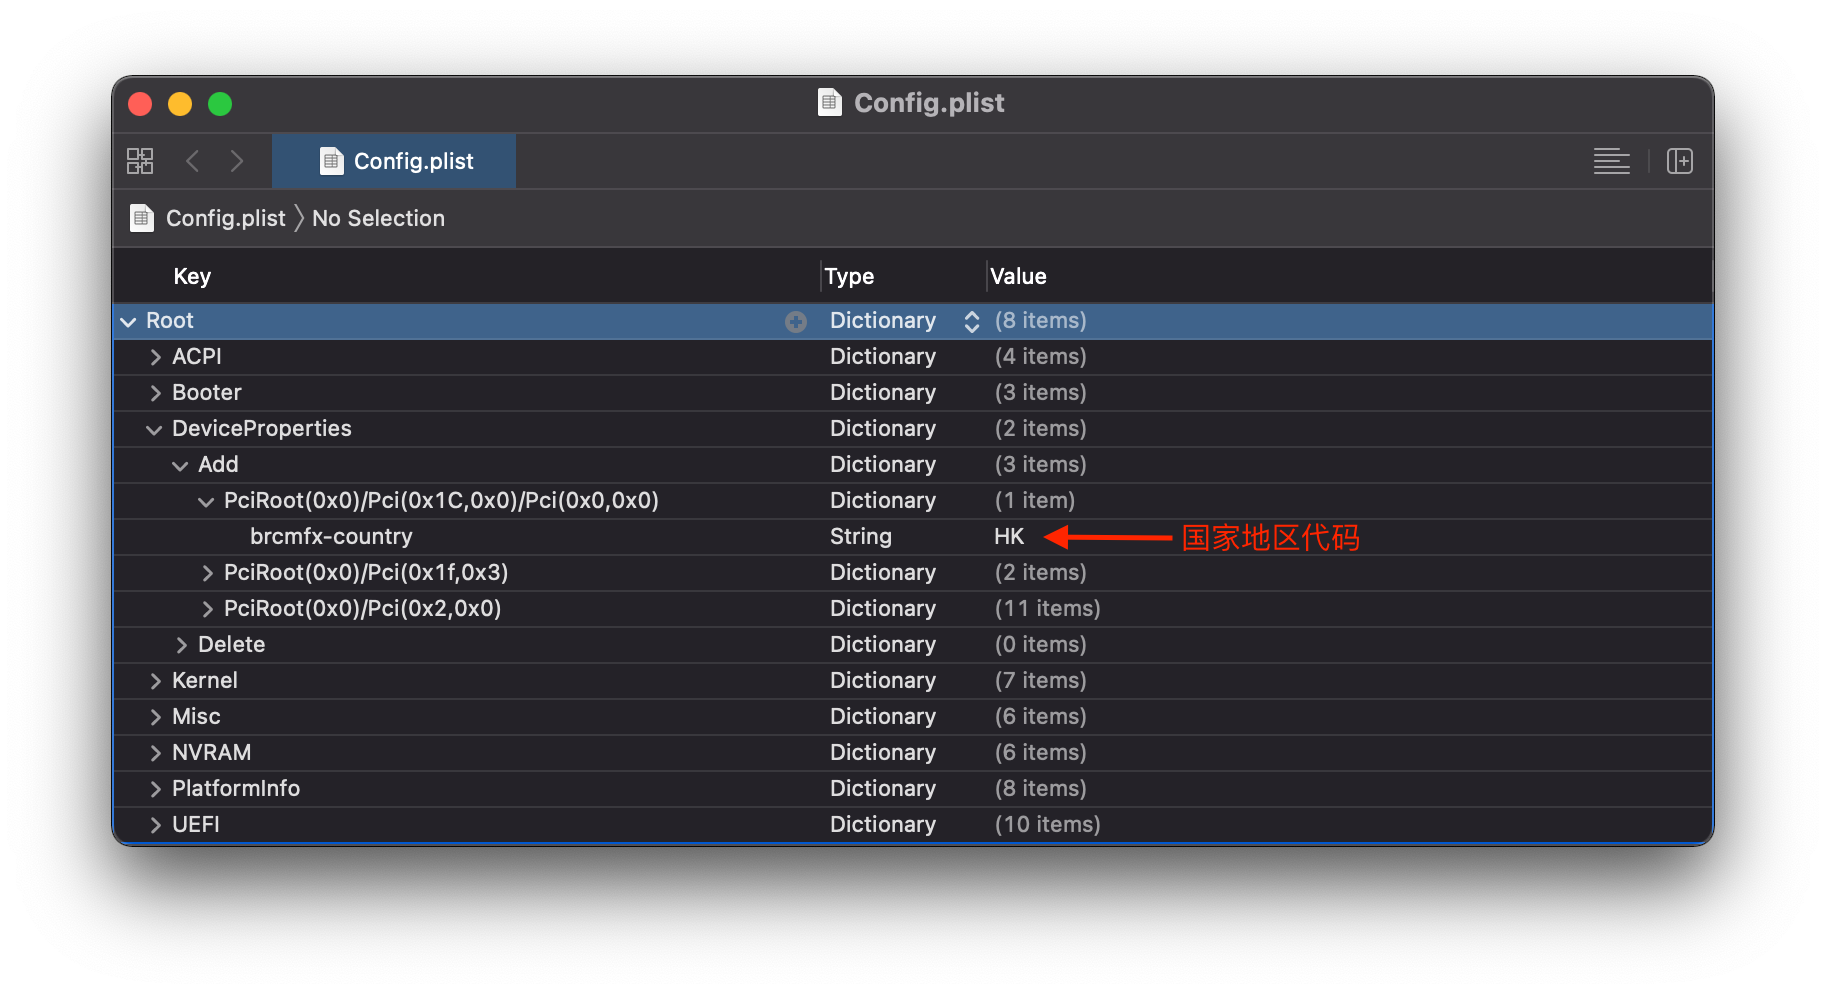 Config.plist
Config.plist
Config.plist No Selection
Key Type Value
Root Dictionary (8 items)
ACPI Dictionary (4 items)
Booter Dictionary (3 items)
DeviceProperties Dictionary (2 items)
Add Dictionary (3 items)
PciRoot(0x0)/Pci(0x1C,0x0)/Pci(0x0,0x0) Dictionary (1 item)
brcmfx-country String HK 国家地区代码
PciRoot(0x0)/Pci(0x1f,0x3) Dictionary (2 items)
PciRoot(0x0)/Pci(0x2,0x0) Dictionary (11 items)
Delete Dictionary (0 items)
Kernel Dictionary (7 items)
Misc Dictionary (6 items)
NVRAM Dictionary (6 items)
PlatformInfo Dictionary (8 items)
UEFI Dictionary (10 items)